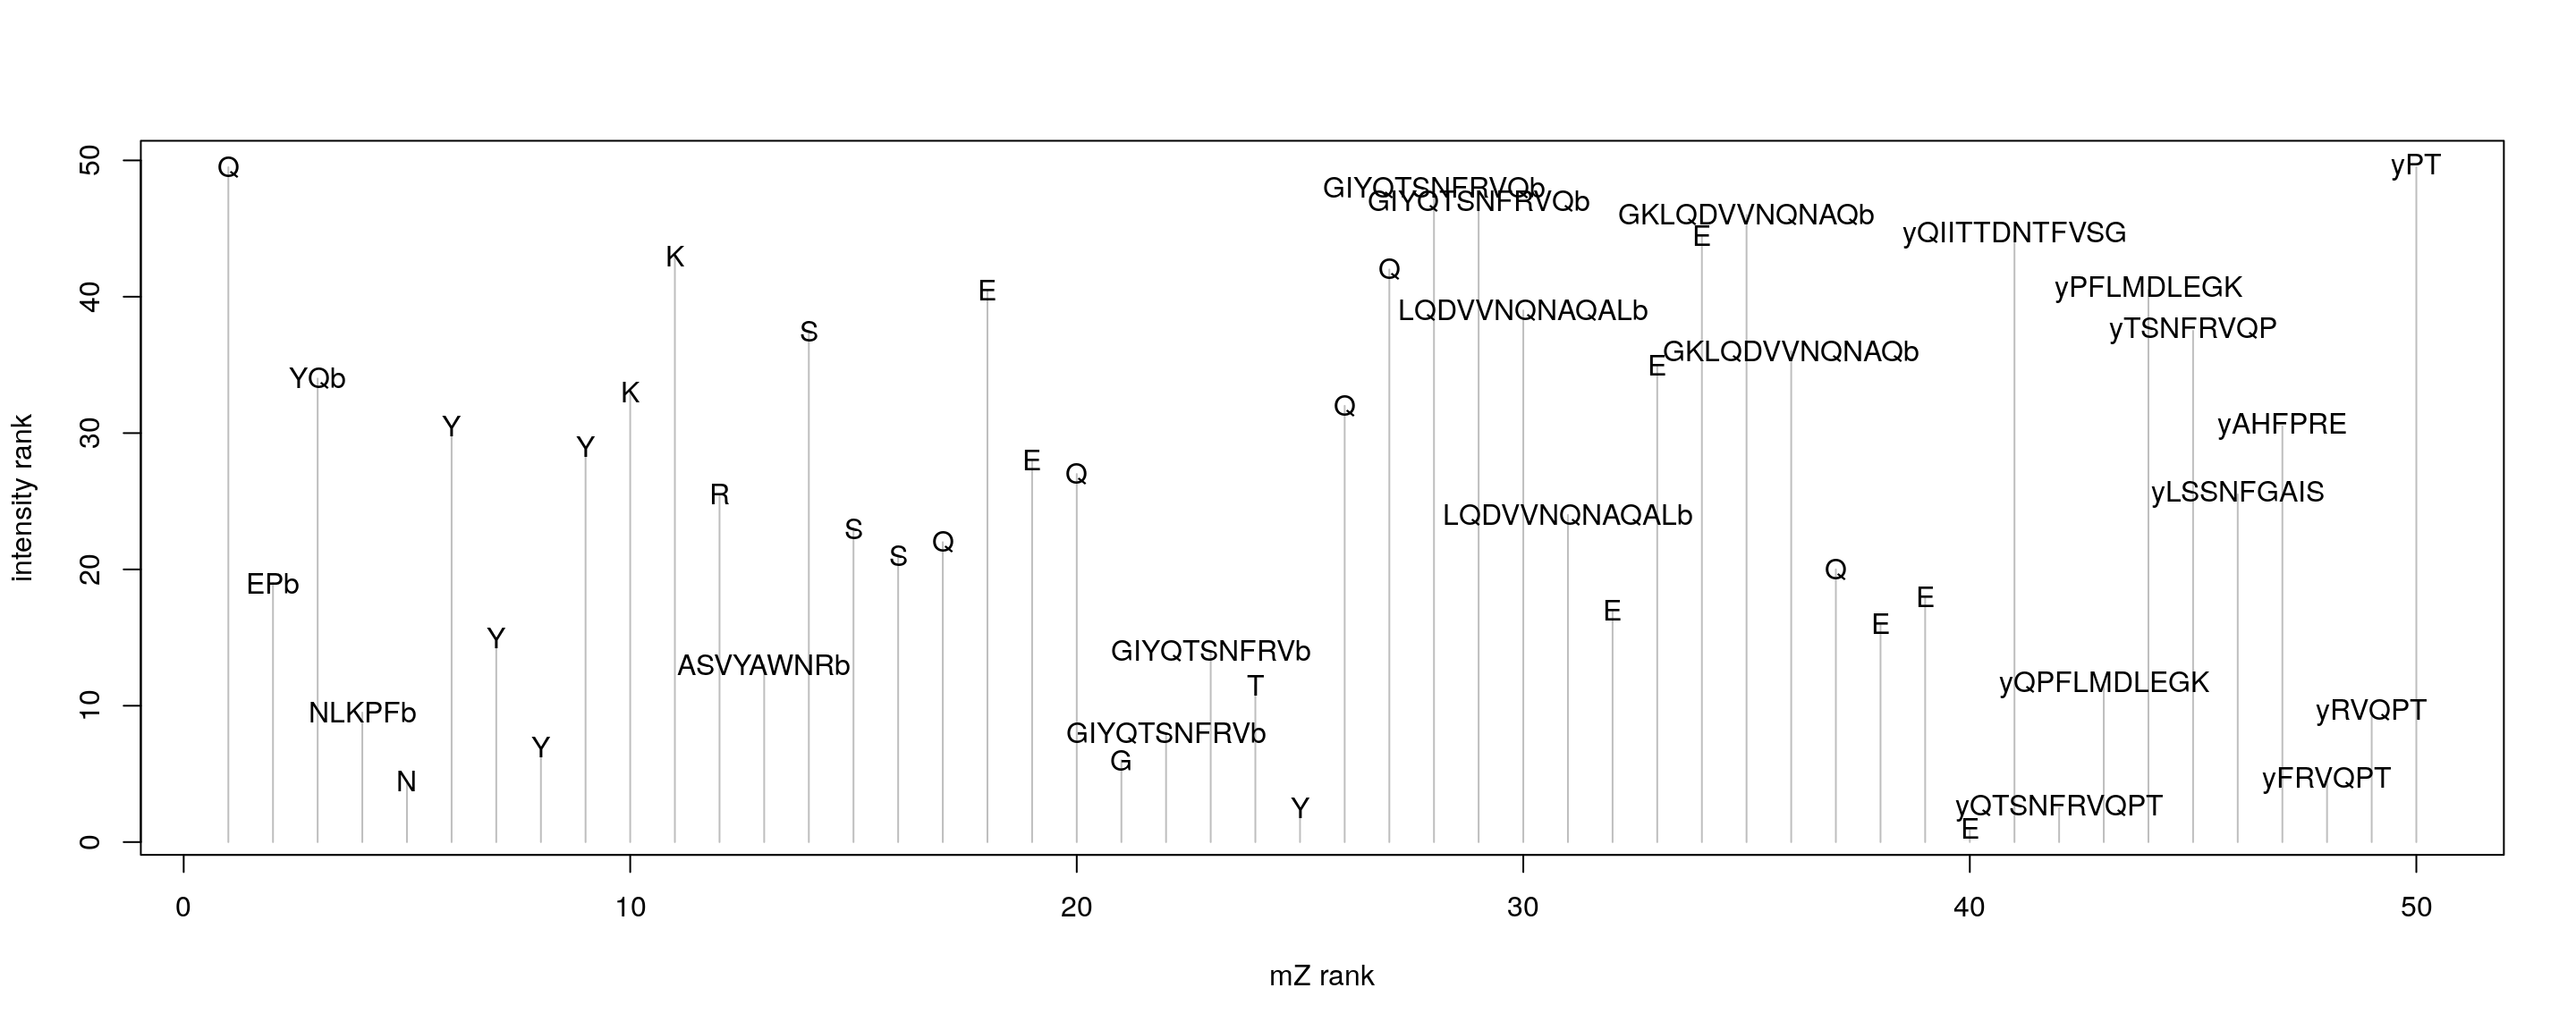 50
40
30
20
10
0
intensity rank
Q
EPb
YQb
NLKPFb
N
Y
Y
Y
Y
K
K
R
ASVYAWNRb
S
S
S
Q
E
E
Q
G
GIYQTSNFRVb
GIYQTSNFRVb
T
Y
Q
Q
GIYQTSNFRVQb
GIYQTSNFRVQb
LQDVVNQNAQALb
LQDVVNQNAQALb
E
E
E
GKLQDVVNQNAQb
GKLQDVVNQNAQb
Q
E
E
E
yQIITTDNTFVSG
yQTSNFRVQPT
yQPFLMDLEGK
yPFLMDLEGK
yTSNFRVQP
yLSSNFGAIS
yAHFPRE
yFRVQPT
yRVQPT
yPT
0 10 20 30 40 50
mZ rank